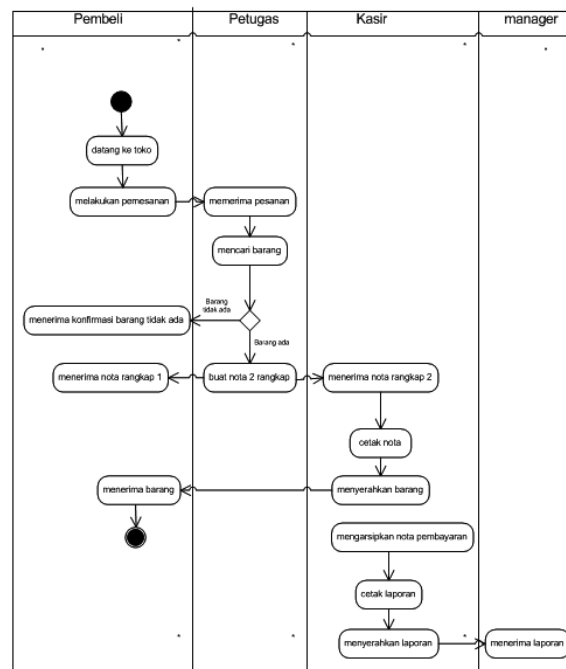 Pembeli
Petugas
Kasir
manager
datang ke toko
melakukan pemesanan
memerima pesanan
mencari barang
Barang
tidak ada
menerima konfirmasi barang tidak ada
Barang ada
menerima nota rangkap 1
buat nota 2 rangkap
menerima nota rangkap 2
cetak nota
menerima barang
menyerahkan barang
mengarsipkan nota pembayaran
cetak laporan
menyerahkan laporan
menerima laporan